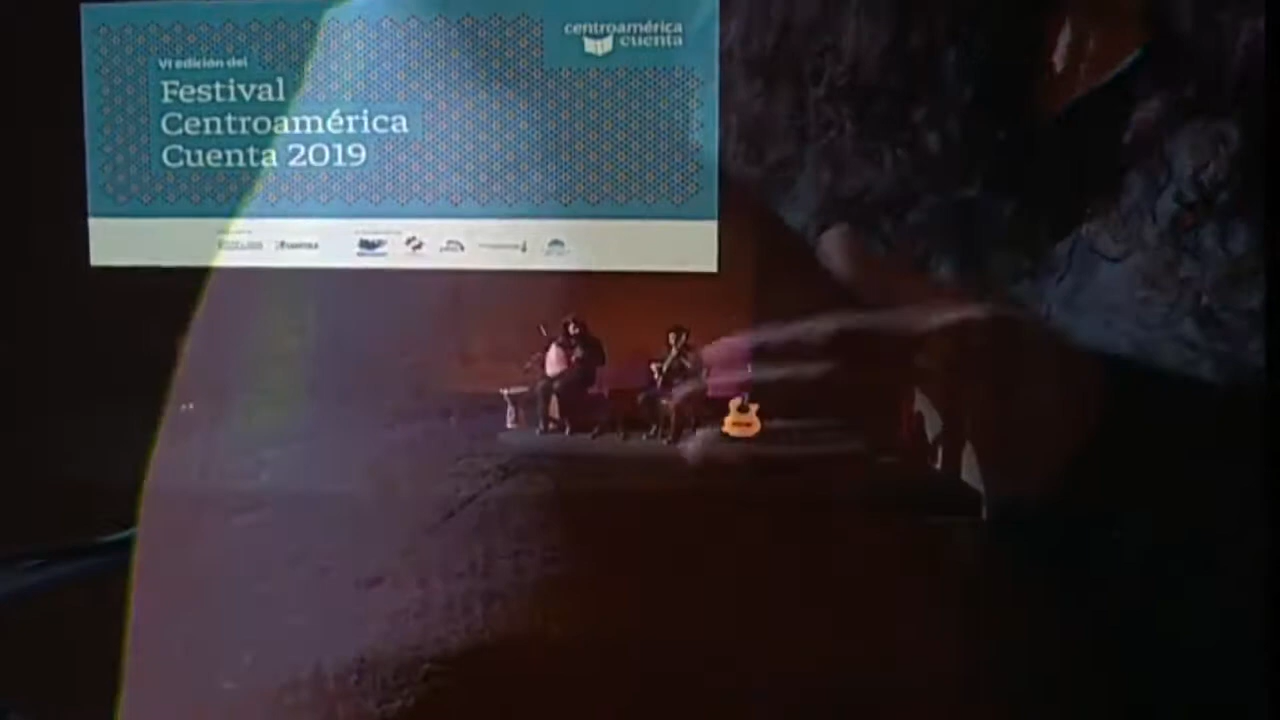 centroamérica
cuenta
VI edición del
Festival
Centroamérica
Cuenta 2019